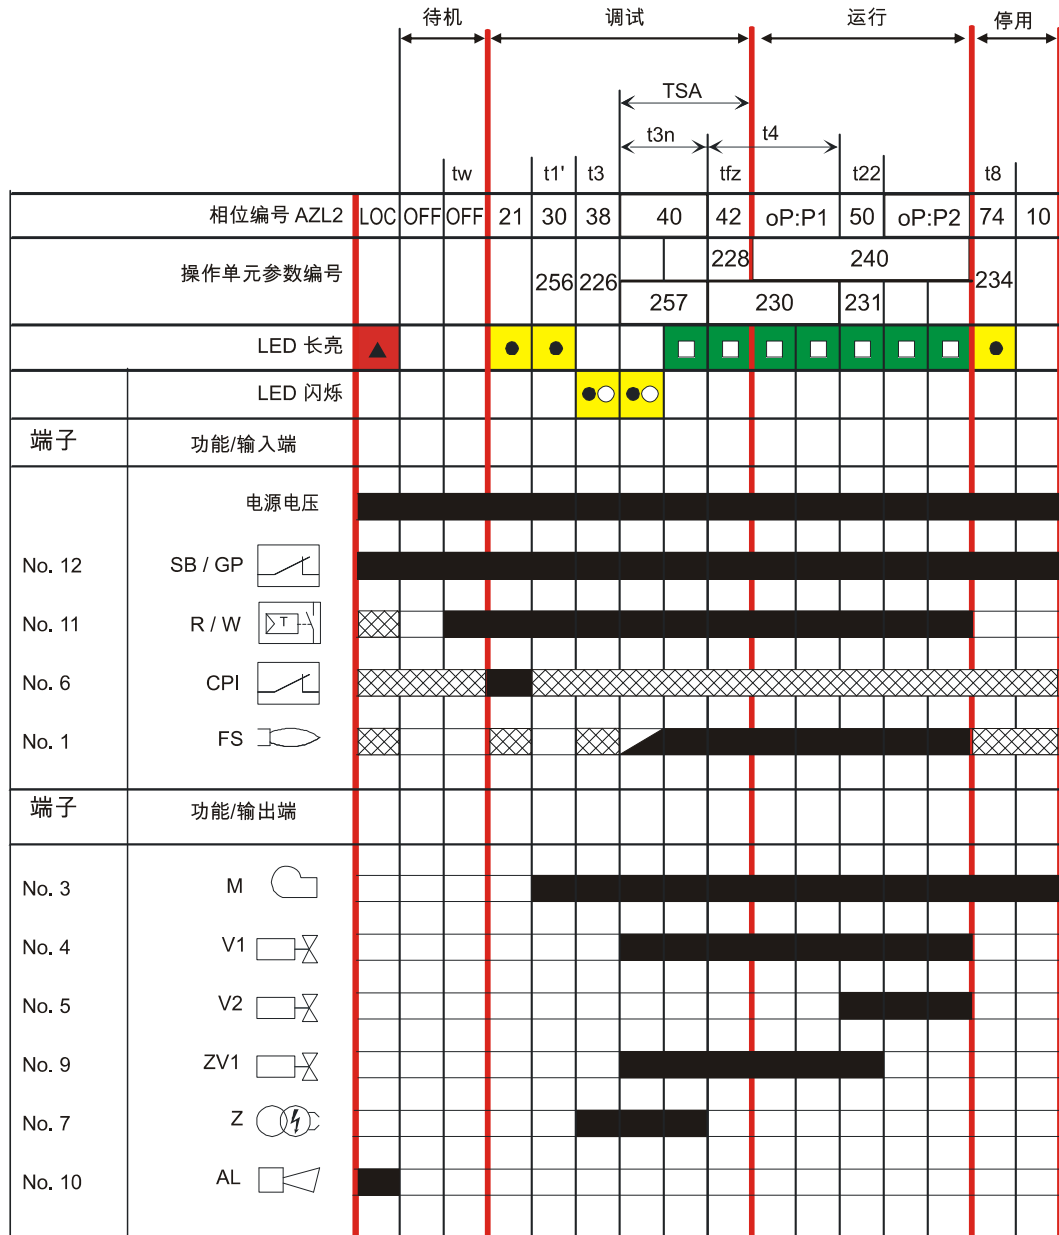 待机 调试 运行 停用
TSA
t3n t4
tw t1' t3 tfz t22 t8
相位编号 AZL2 LOC OFF OFF 21 30 38 40 42 oP:P1 50 oP:P2 74 10
操作单元参数编号 256 226 228 240 234
257 230 231
LED 长亮
LED 闪烁
端子 功能/输入端
电源电压
No. 12 SB / GP
No. 11 R / W T
No. 6 CPI
No. 1 FS
端子 功能/输出端
No. 3 M
No. 4 V1
No. 5 V2
No. 9 ZV1
No. 7 Z
No. 10 AL